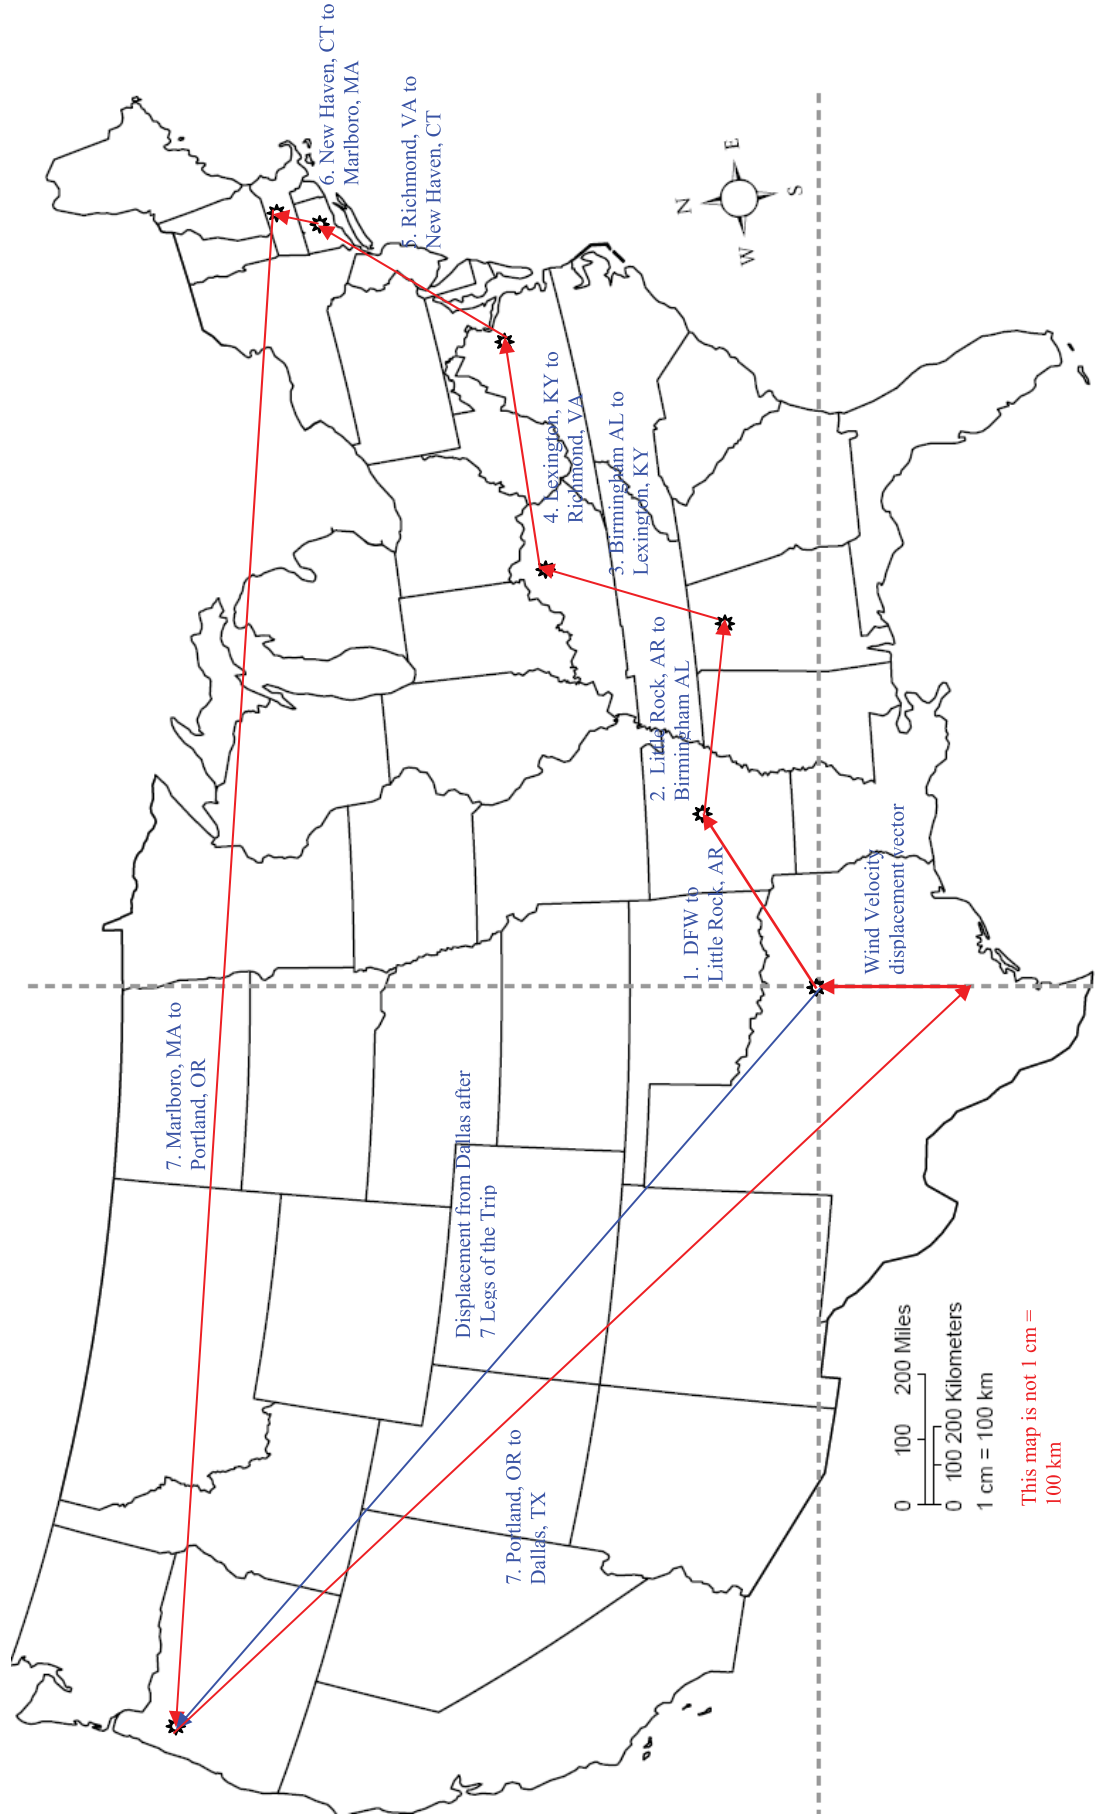 6. New Haven, CT to
Marlboro, MA
5. Richmond, VA to
New Haven, CT
N
E
W
S
4. Lexington, KY to
Richmond, VA
3. Birmingham AL to
Lexington, KY
2. Little Rock, AR to
Birmingham AL
1. DFW to
Little Rock, AR
Wind Velocity
displacement vector
7. Marlboro, MA to
Portland, OR
Displacement from Dallas after
7 Legs of the Trip
7. Portland, OR to
Dallas, TX
0 100 200 Miles
0 100 200 Kilometers
1 cm = 100 km
This map is not 1 cm =
100 km